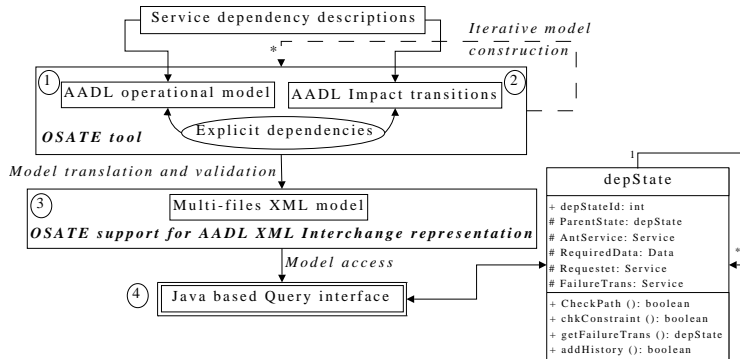 Service dependency descriptions
Iterative model
construction
*
1
2
AADL operational model
AADL Impact transitions
Explicit dependencies
OSATE tool
Model translation and validation
3
Multi-files XML model
OSATE support for AADL XML Interchange representation
Model access
4
Java based Query interface
1
depState
+ depStateId: int
# ParentState: depState
# AntService: Service
# RequiredData: Data
# Requestet: Service
# FailureTrans: Service
*
+ CheckPath (): boolean
+ chkConstraint (): boolean
+ getFailureTrans (): depState
+ addHistory (): boolean